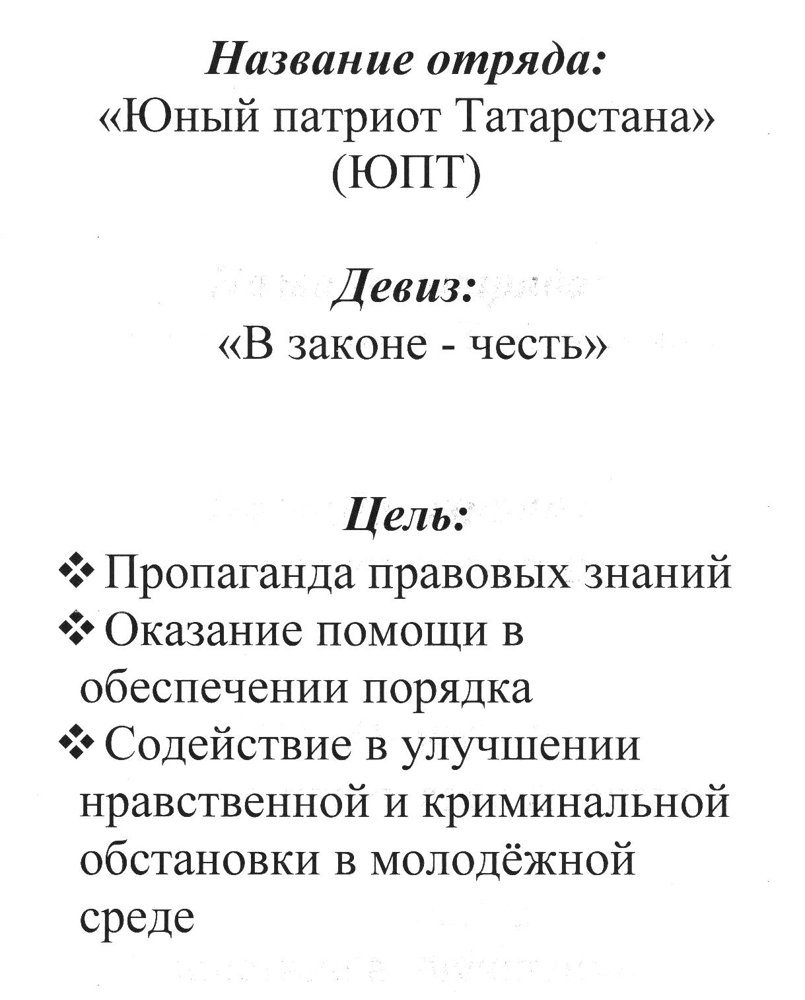 Название отряда:
«Юный патриот Татарстана»
(ЮПТ)
Девиз:
«В законе - честь»
Цель:
❖ Пропаганда правовых знаний
❖ Оказание помощи в
обеспечении порядка
❖ Содействие в улучшении
нравственной и криминальной
обстановки в молодёжной
среде